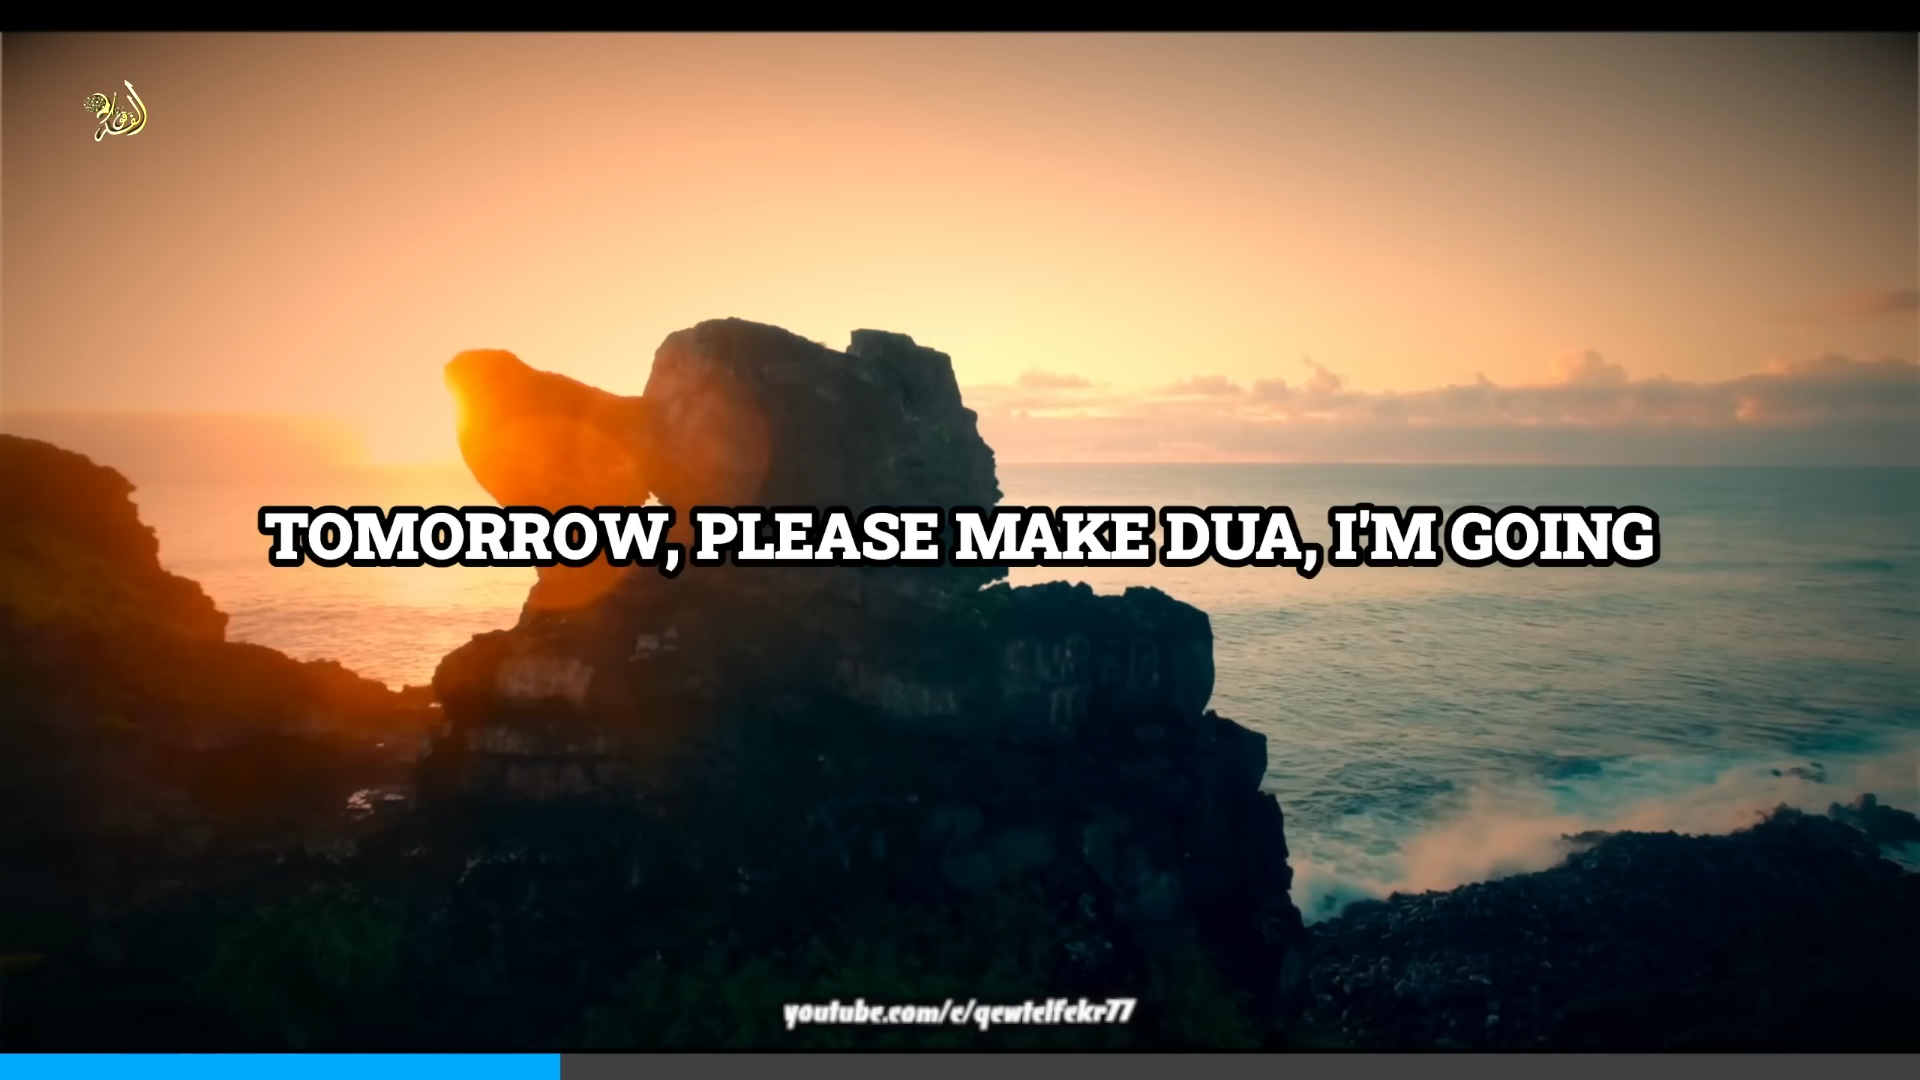 TOMORROW, PLEASE MAKE DUA, I'M GOING
youtube.com/c/qewtelfekr77